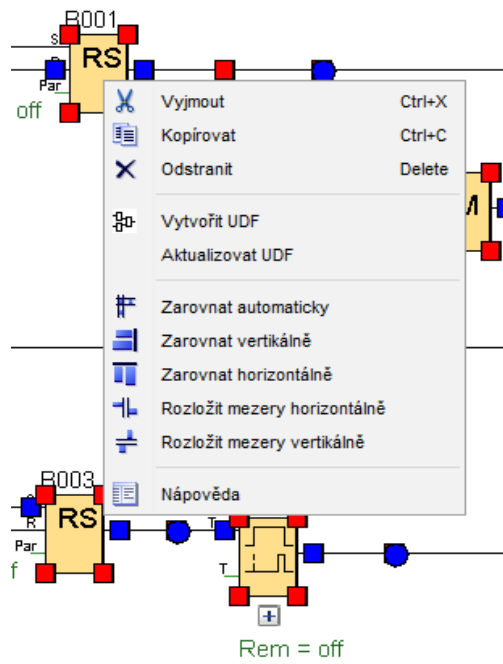 B001
S
RS
R
Par
off
Vyjmout Ctrl+X
Kopírovat Ctrl+C
Odstranit Delete
Vytvořit UDF
Aktualizovat UDF
Zarovnat automaticky
Zarovnat vertikálně
Zarovnat horizontálně
Rozložit mezery horizontálně
Rozložit mezery vertikálně
Nápověda
B003
R
RS
Par
f
T
T
Rem = off